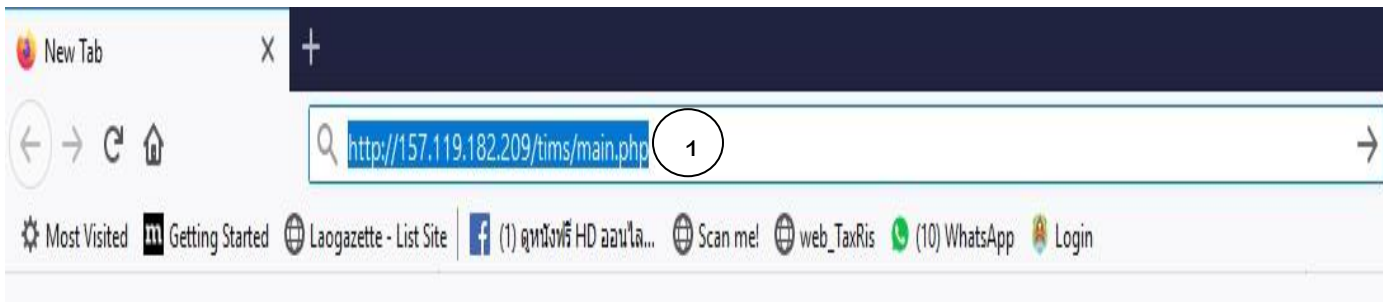 New Tab
http://157.119.182.209/tims/main.php 1
Most Visited Getting Started Laogazette - List Site (1) ดูหนังฟรี HD ออนไล... Scan me! web_TaxRis (10) WhatsApp Login